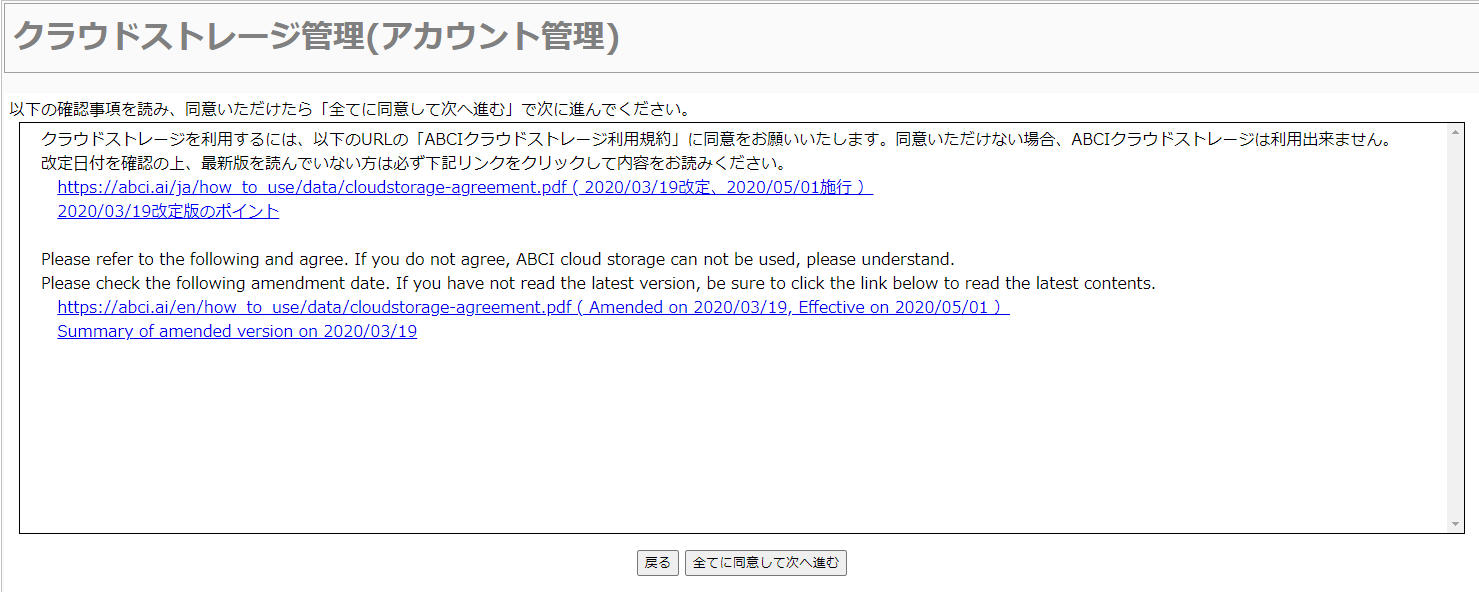 クラウドストレージ管理(アカウント管理)
以下の確認事項を読み、同意いただけたら「全てに同意して次へ進む」で次に進んでください。
クラウドストレージを利用するには、以下のURLの「ABCIクラウドストレージ利用規約」に同意をお願いいたします。同意いただけない場合、ABCIクラウドストレージは利用出来ません。
改定日付を確認の上、最新版を読んでいない方は必ず下記リンクをクリックして内容をお読みください。
https://abci.ai/ja/how_to_use/data/cloudstorage-agreement.pdf ( 2020/03/19改定、2020/05/01施行 )
2020/03/19改定版のポイント
Please refer to the following and agree. If you do not agree, ABCI cloud storage can not be used, please understand.
Please check the following amendment date. If you have not read the latest version, be sure to click the link below to read the latest contents.
https://abci.ai/en/how_to_use/data/cloudstorage-agreement.pdf ( Amended on 2020/03/19, Effective on 2020/05/01 )
Summary of amended version on 2020/03/19
戻る 全てに同意して次へ進む